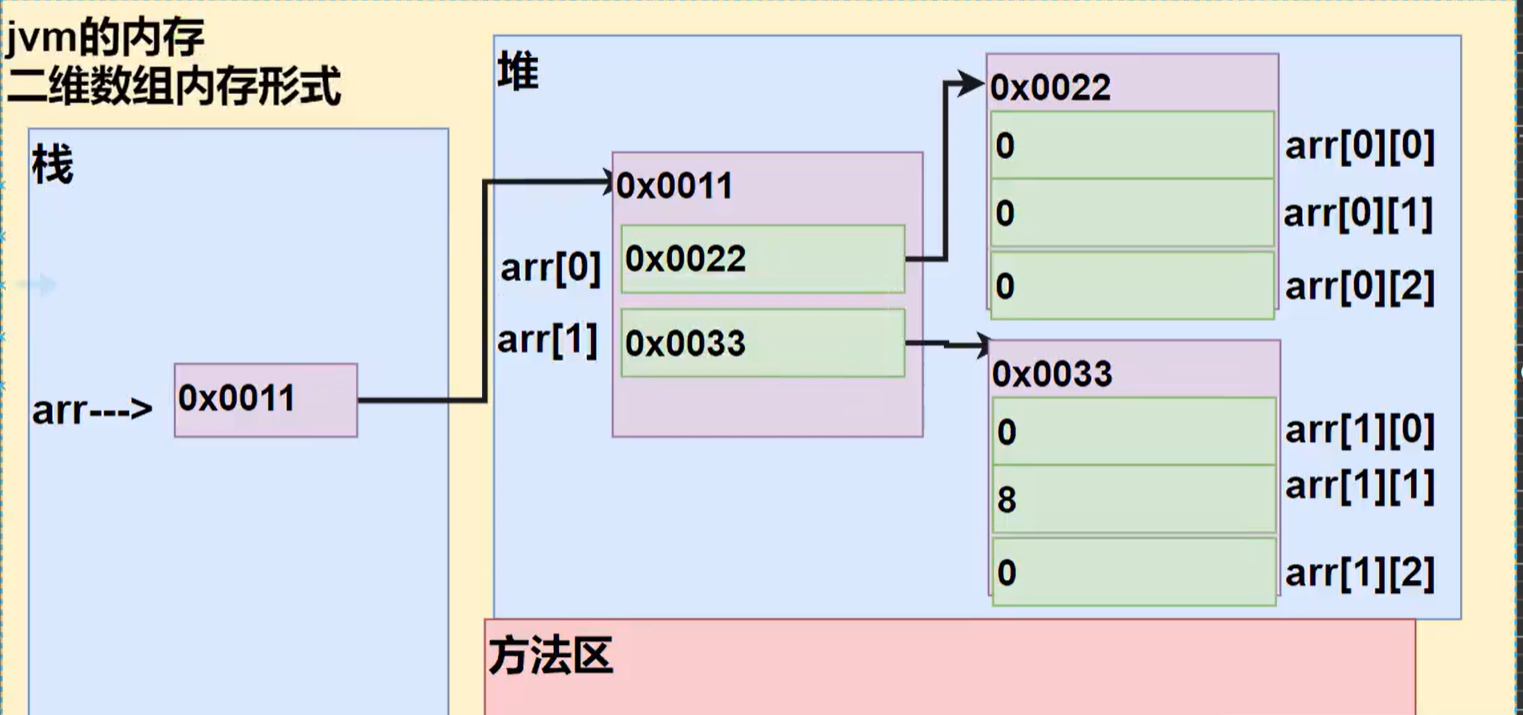 jvm的内存
二维数组内存形式
栈
arr--->
0x0011
堆
0x0011
arr[0]
0x0022
arr[1]
0x0033
0x0022
0
arr[0][0]
0
arr[0][1]
0
arr[0][2]
0x0033
0
arr[1][0]
8
arr[1][1]
0
arr[1][2]
方法区